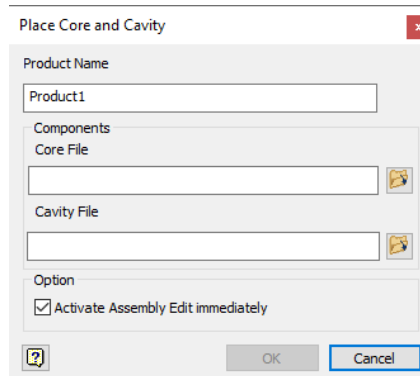 Place Core and Cavity
Product Name
Product1
Components
Core File
Cavity File
Option
Activate Assembly Edit immediately
OK
Cancel